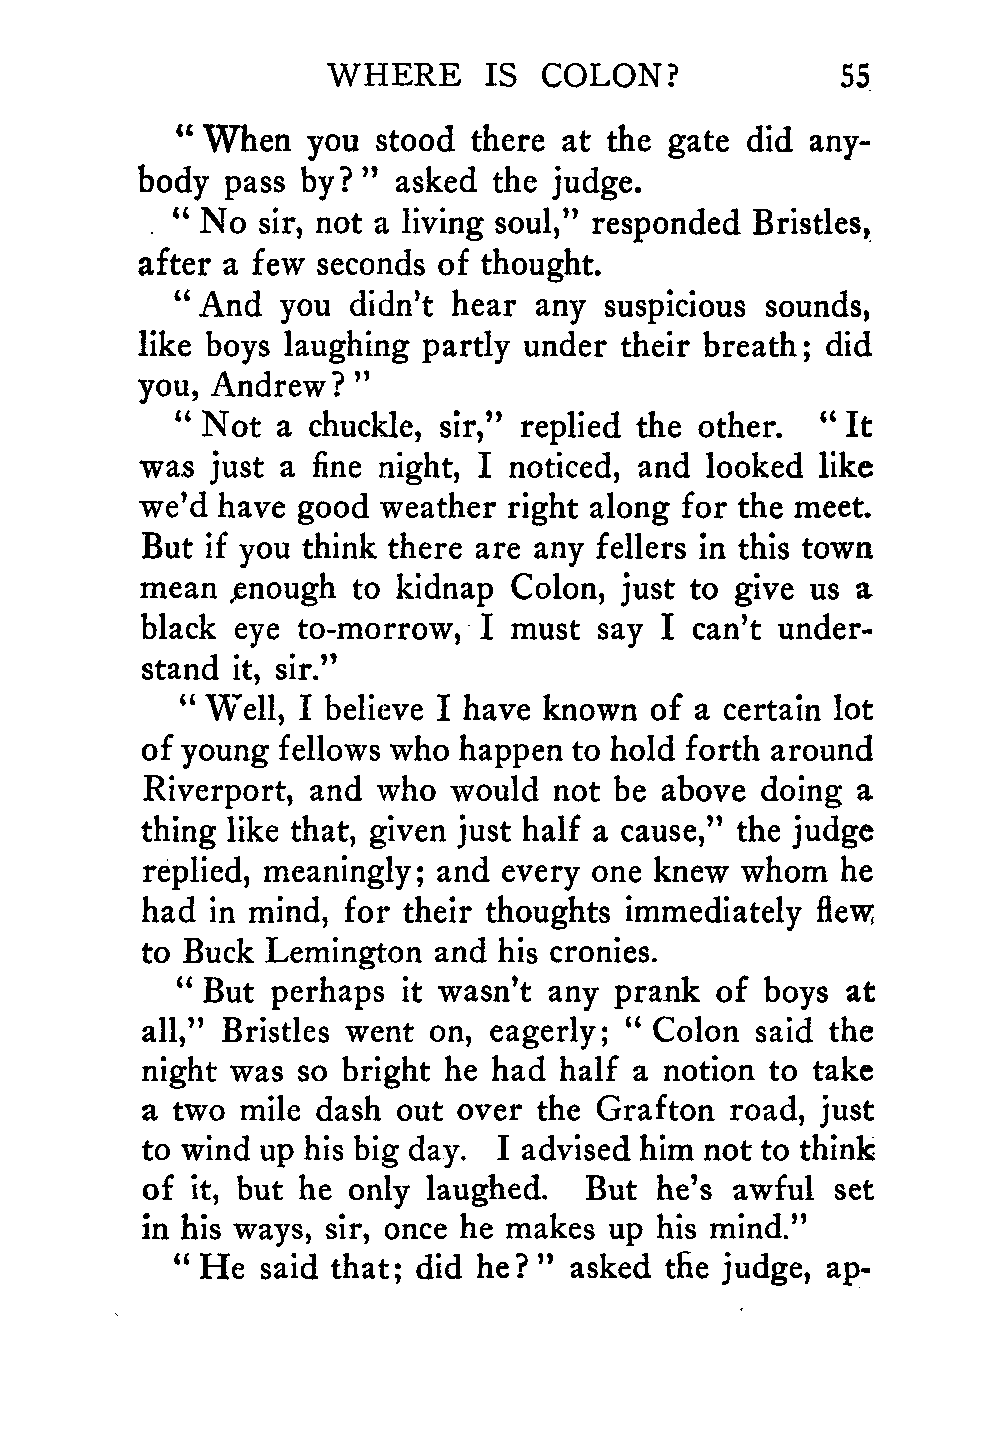 WHERE IS COLON? 55
" When you stood there at the gate did any-
body pass by? " asked the judge.
" No sir, not a living soul," responded Bristles,
after a few seconds of thought.
" And you didn't hear any suspicious sounds,
like boys laughing partly under their breath; did
you, Andrew? "
" Not a chuckle, sir," replied the other. " It
was just a fine night, I noticed, and looked like
we'd have good weather right along for the meet.
But if you think there are any fellers in this town
mean enough to kidnap Colon, just to give us a
black eye to-morrow, I must say I can't under-
stand it, sir."
" Well, I believe I have known of a certain lot
of young fellows who happen to hold forth around
Riverport, and who would not be above doing a
thing like that, given just half a cause," the judge
replied, meaningly; and every one knew whom he
had in mind, for their thoughts immediately flew
to Buck Lemington and his cronies.
" But perhaps it wasn't any prank of boys at
all," Bristles went on, eagerly; " Colon said the
night was so bright he had half a notion to take
a two mile dash out over the Grafton road, just
to wind up his big day. I advised him not to think
of it, but he only laughed. But he's awful set
in his ways, sir, once he makes up his mind."
" He said that; did he? " asked the judge, ap-